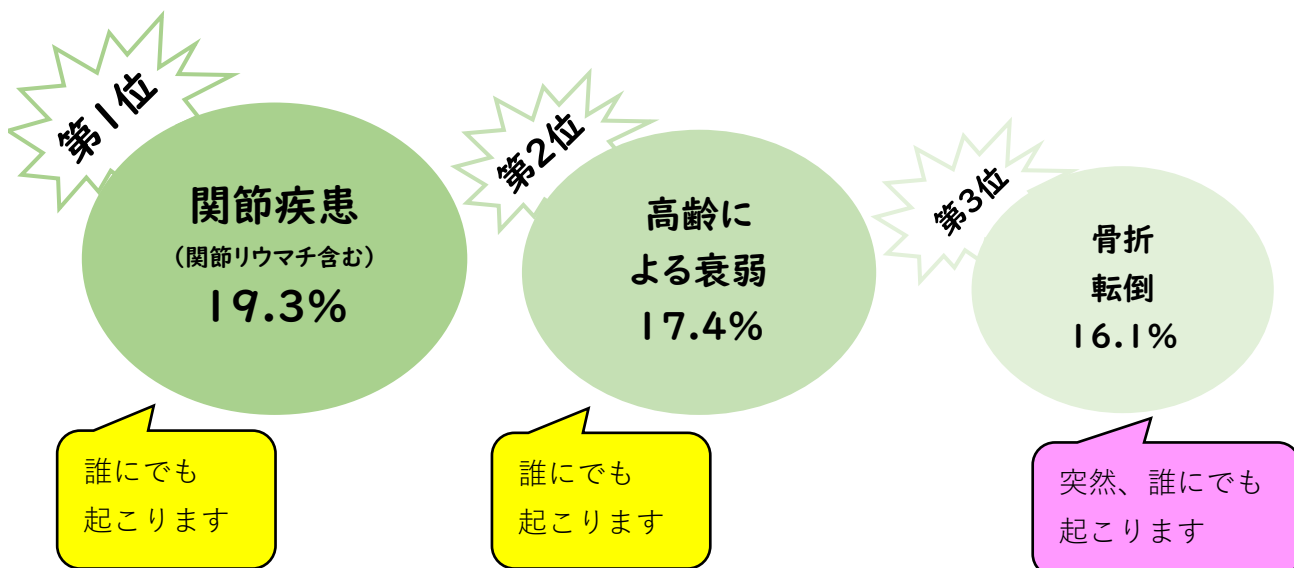 第1位
関節疾患
（関節リウマチ含む）
19.3%
誰にでも
起こります
第2位
高齢に
よる衰弱
17.4%
誰にでも
起こります
第3位
骨折
転倒
16.1%
突然、誰にでも
起こります